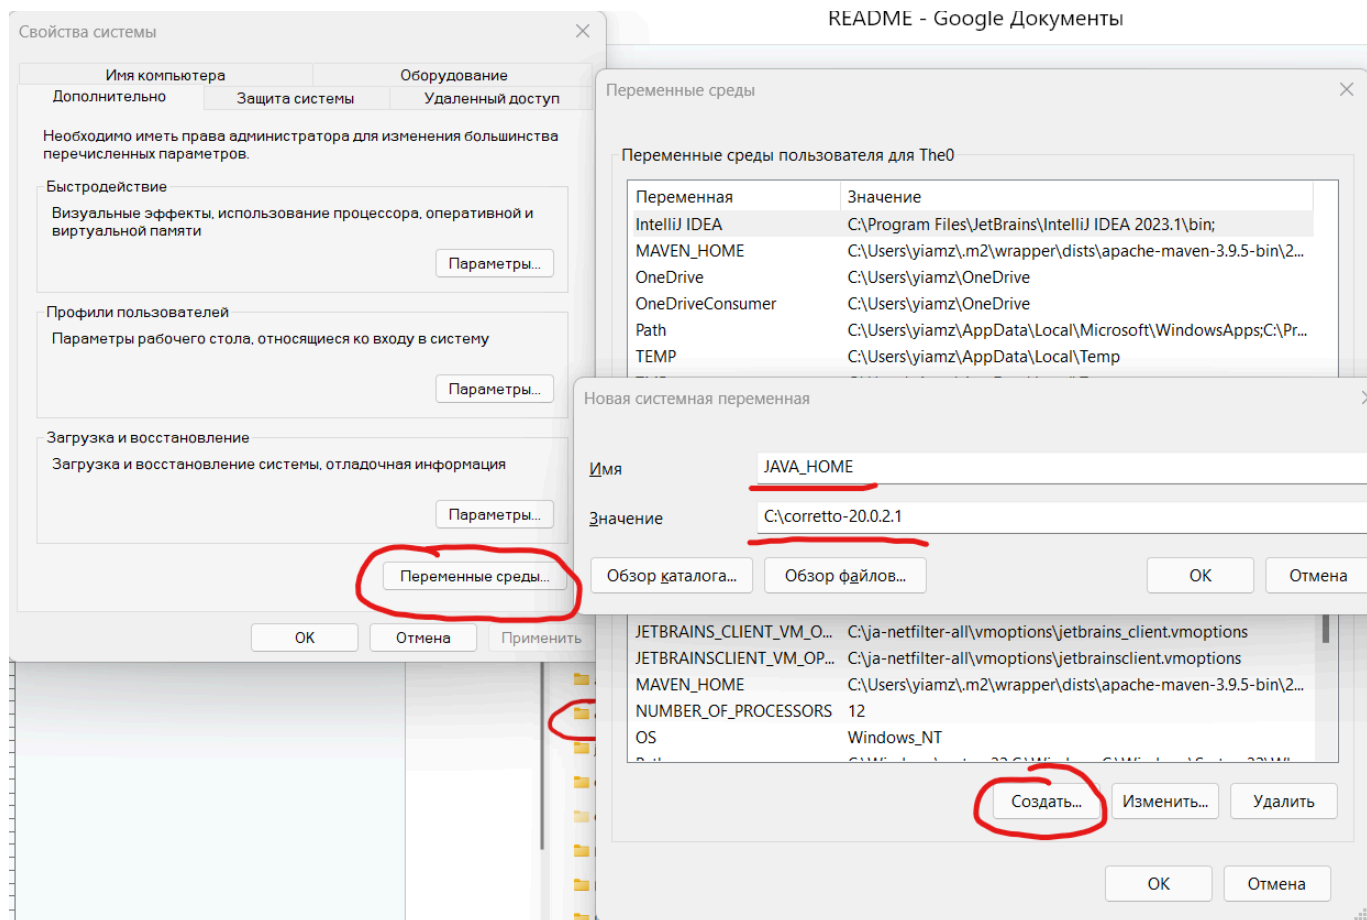 README - Google Документы
Свойства системы
Имя компьютера
Оборудование
Дополнительно
Защита системы
Удаленный доступ
Необходимо иметь права администратора для изменения большинства
перечисленных параметров.
Быстродействие
Визуальные эффекты, использование процессора, оперативной и
виртуальной памяти
Параметры...
Профили пользователей
Параметры рабочего стола, относящиеся ко входу в систему
Параметры...
Загрузка и восстановление
Загрузка и восстановление системы, отладочная информация
Параметры...
Переменные среды...
ОК
Отмена
Применить
Переменные среды
Переменные среды пользователя для The0
Переменная Значение
IntelliJ IDEA C:\Program Files\JetBrains\IntelliJ IDEA 2023.1\bin;
MAVEN_HOME C:\Users\yiamz\.m2\wrapper\dists\apache-maven-3.9.5-bin\2...
OneDrive C:\Users\yiamz\OneDrive
OneDriveConsumer C:\Users\yiamz\OneDrive
Path C:\Users\yiamz\AppData\Local\Microsoft\WindowsApps;C:\Pr...
TEMP C:\Users\yiamz\AppData\Local\Temp
Новая системная переменная
Имя JAVA_HOME
Значение C:\corretto-20.0.2.1
Обзор каталога...
Обзор файлов...
ОК
Отмена
JETBRAINS_CLIENT_VM_O... C:\ja-netfilter-all\vmoptions\jetbrains_client.vmoptions
JETBRAINSCLIENT_VM_OP... C:\ja-netfilter-all\vmoptions\jetbrainsclient.vmoptions
MAVEN_HOME C:\Users\yiamz\.m2\wrapper\dists\apache-maven-3.9.5-bin\2...
NUMBER_OF_PROCESSORS 12
OS Windows_NT
Создать...
Изменить...
Удалить
ОК
Отмена